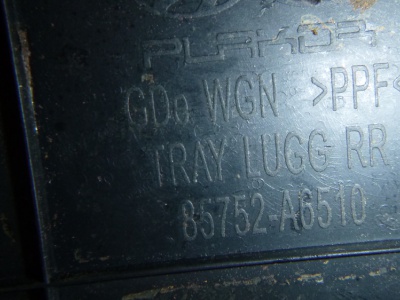 PLAKOR
GDe WGN >PPF<
TRAY LUGG RR
85752-A6510